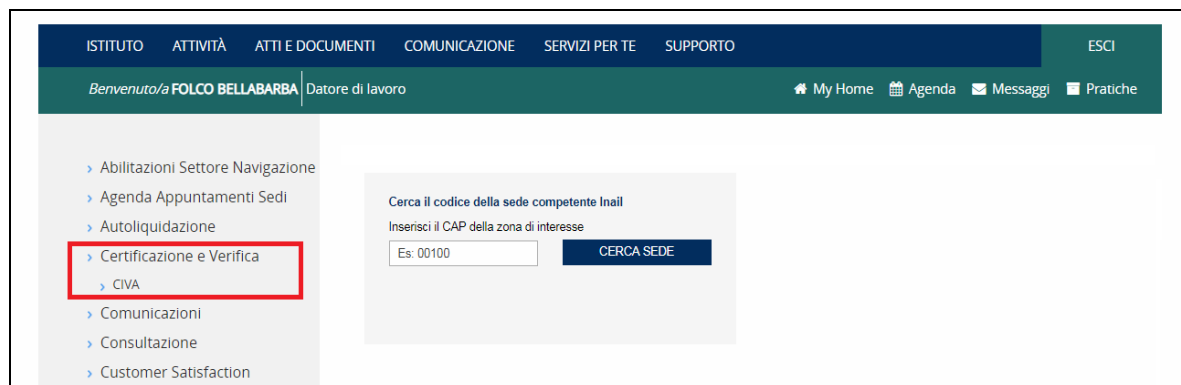 ISTITUTO ATTIVITÀ ATTI E DOCUMENTI COMUNICAZIONE SERVIZI PER TE SUPPORTO ESCI
Benvenuto/a FOLCO BELLABARBA Datore di lavoro My Home Agenda Messaggi Pratiche
Abilitazioni Settore Navigazione
Agenda Appuntamenti Sedi
Autoliquidazione
Certificazione e Verifica
CIVA
Comunicazioni
Consultazione
Customer Satisfaction
Cerca il codice della sede competente Inail
Inserisci il CAP della zona di interesse
Es: 00100 CERCA SEDE